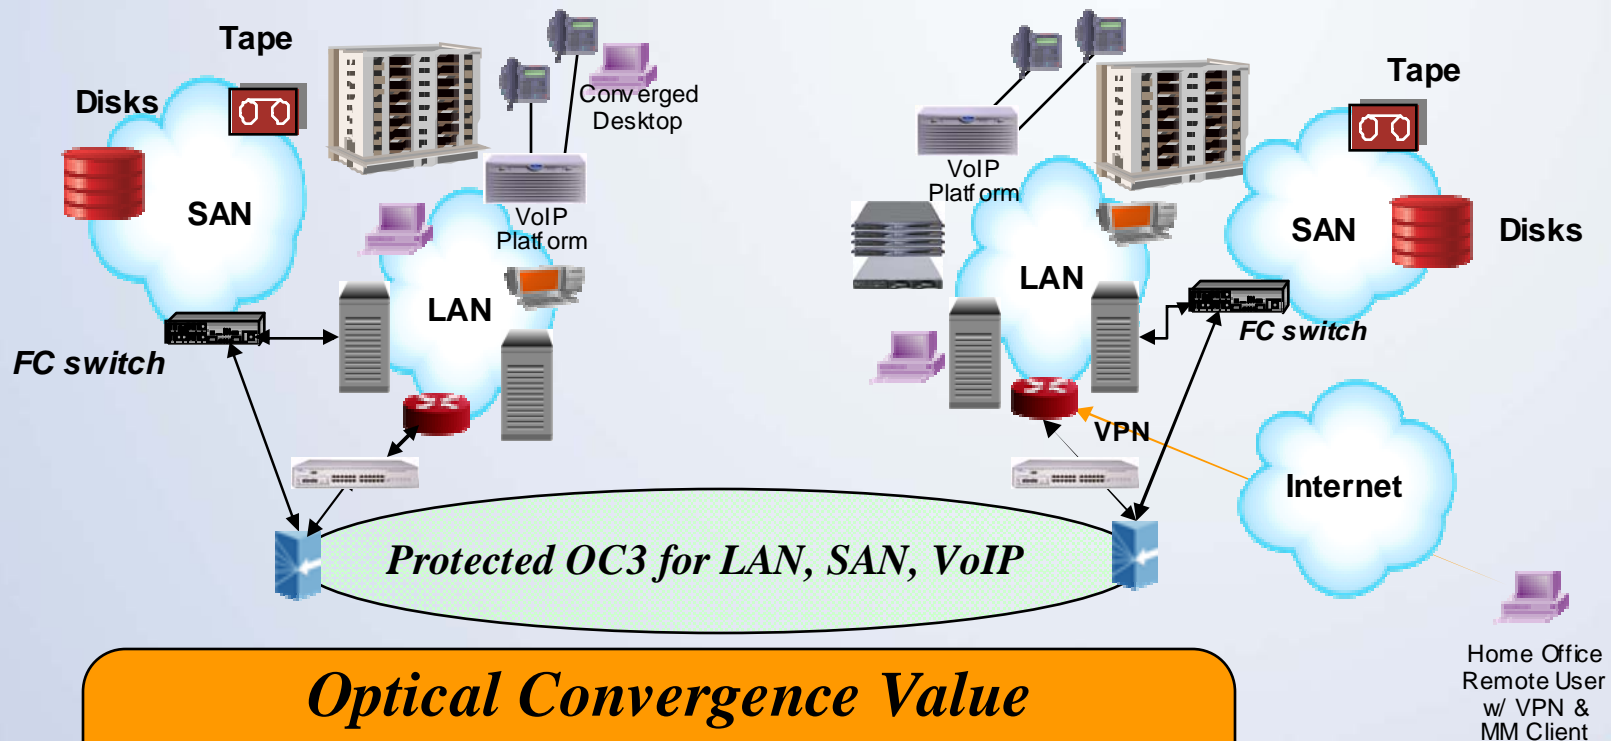 Tape
Disks
SAN
FC switch
Converged
Desktop
VoIP
Platform
LAN
VoIP
Platform
LAN
Tape
SAN
Disks
FC switch
VPN
Internet
Protected OC3 for LAN, SAN, VoIP
Optical Convergence Value
Home Office
Remote User
w/ VPN &
MM Client